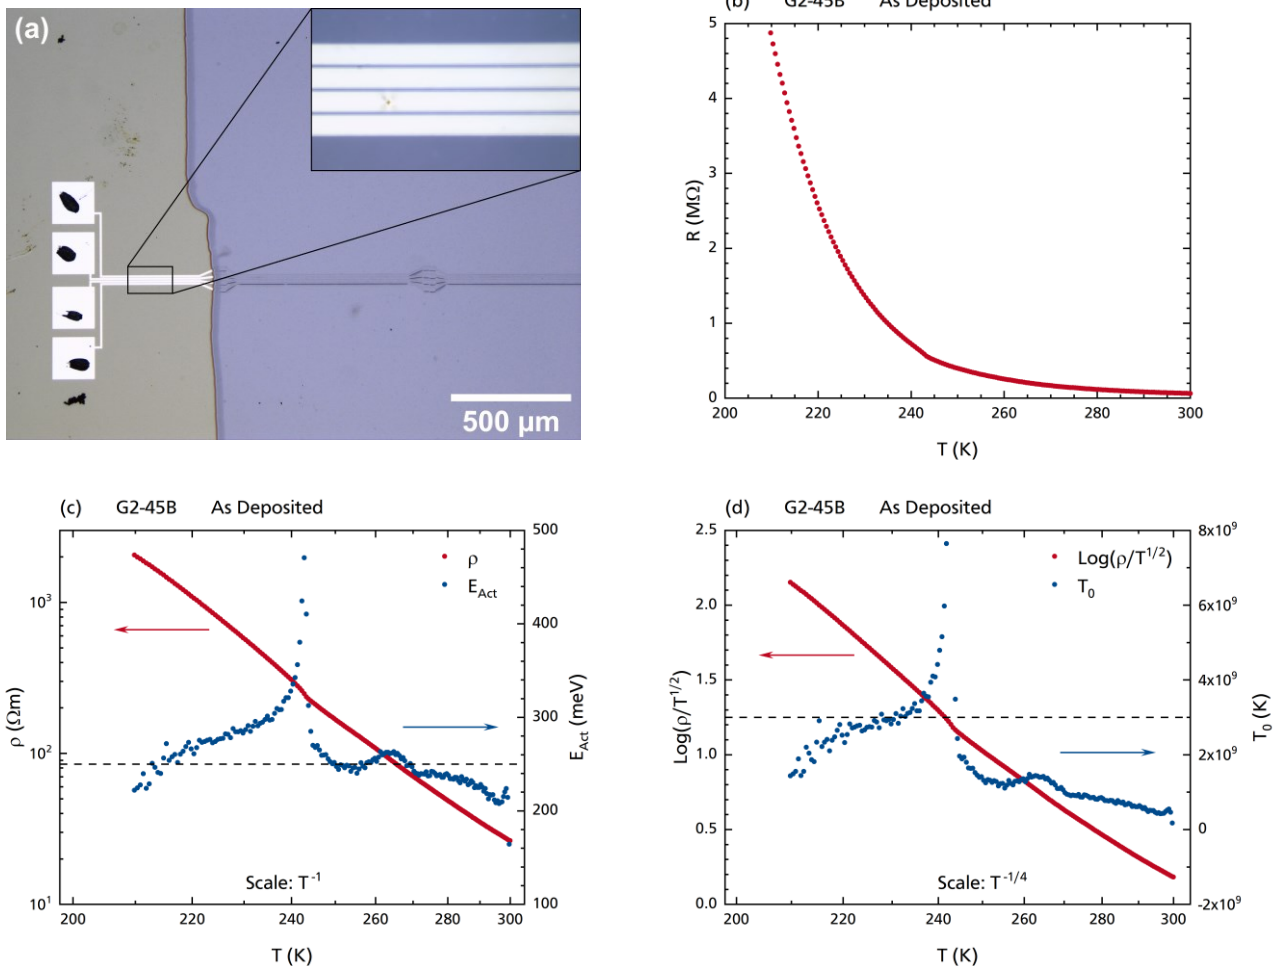 (a)
500 µm
(b) G2-45B As Deposited
5
4
3
2
1
0
R (MΩ)
200 220 240 260 280 300
T (K)
(c) G2-45B As Deposited
ρ
E_Act
10³
10²
10¹
ρ (Ωm)
500
400
300
200
100
E_Act (meV)
Scale: T⁻¹
200 220 240 260 280 300
T (K)
(d) G2-45B As Deposited
Log(ρ/T^1/2)
T₀
2.5
2.0
1.5
1.0
0.5
0.0
Log(ρ/T^1/2)
8x10⁹
6x10⁹
4x10⁹
2x10⁹
0
-2x10⁹
T₀ (K)
Scale: T^-1/4
200 220 240 260 280 300
T (K)